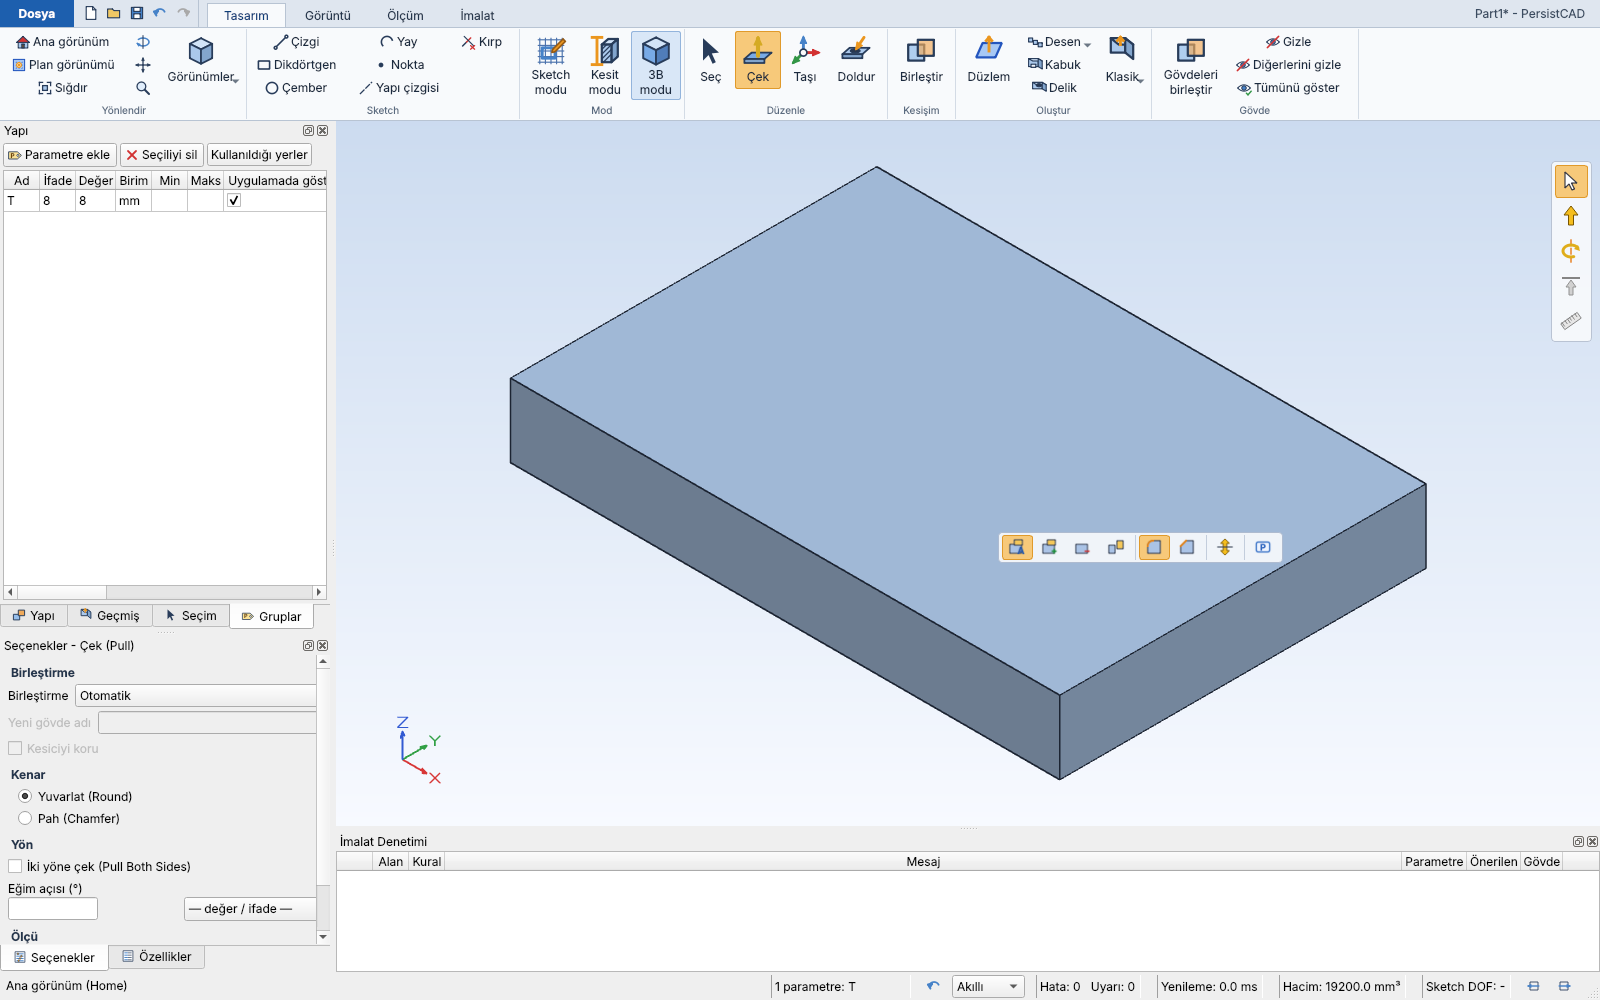 Dosya
Tasarım Görüntü Ölçüm İmalat
Part1* - PersistCAD
Ana görünüm
Plan görünümü
Sığdır
Görünümler
Yönlendir
Çizgi Yay Kırp
Dikdörtgen Nokta
Çember Yapı çizgisi
Sketch
Sketch modu
Kesit modu
3B modu
Mod
Seç Çek Taşı Doldur
Düzenle
Birleştir
Kesişim
Düzlem
Desen
Kabuk
Delik
Klasik
Oluştur
Gövdeleri birleştir
Gizle
Diğerlerini gizle
Tümünü göster
Gövde
Yapı
Parametre ekle Seçiliyi sil Kullanıldığı yerler
Ad İfade Değer Birim Min Maks Uygulamada göst
T 8 8 mm
Yapı Geçmiş Seçim Gruplar
Seçenekler - Çek (Pull)
Birleştirme
Birleştirme Otomatik
Yeni gövde adı
Kesiciyi koru
Kenar
Yuvarlat (Round)
Pah (Chamfer)
Yön
İki yöne çek (Pull Both Sides)
Eğim açısı (°)
— değer / ifade —
Ölçü
Seçenekler Özellikler
Z
Y
X
P
İmalat Denetimi
Alan Kural Mesaj Parametre Önerilen Gövde
Ana görünüm (Home)
1 parametre: T
Akıllı
Hata: 0 Uyarı: 0
Yenileme: 0.0 ms
Hacim: 19200.0 mm³
Sketch DOF: -